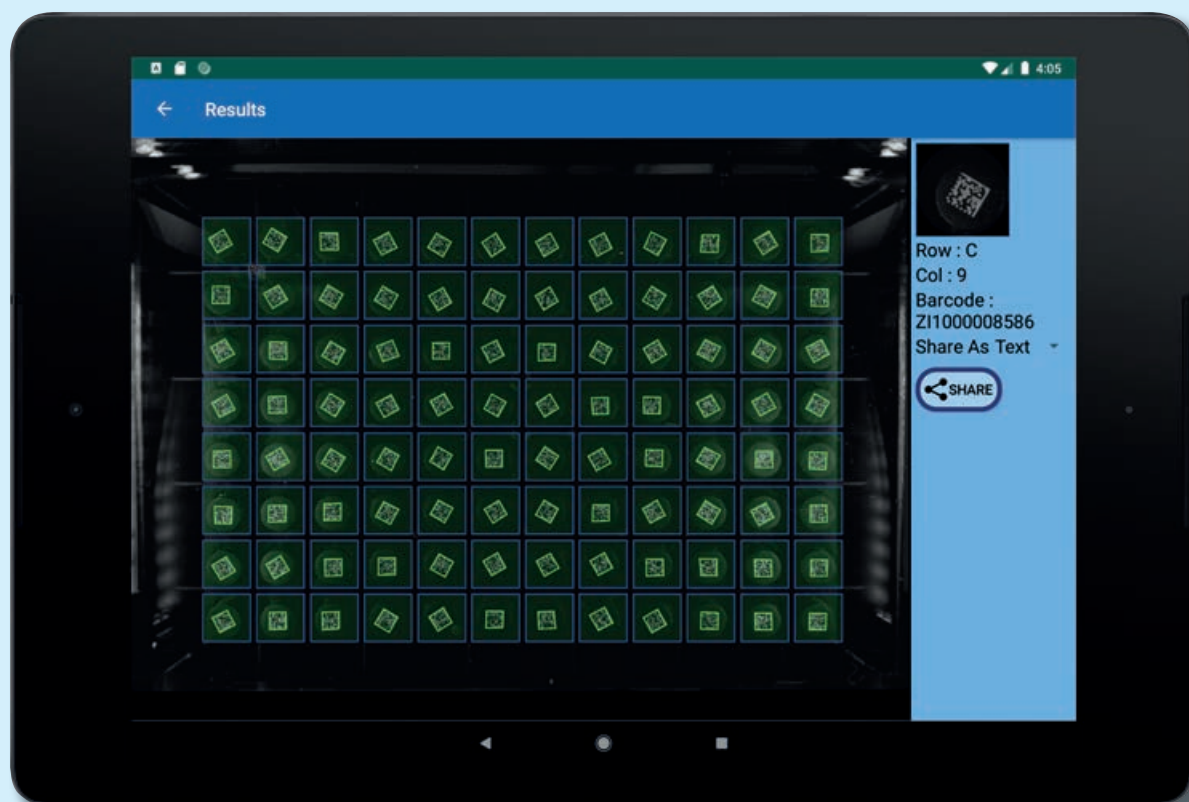 4:05
Results
Row : C
Col : 9
Barcode :
ZI1000008586
Share As Text
SHARE